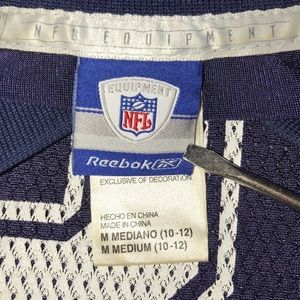 NFL EQUIPMENT
EQUIPMENT
NFL
Reebok
EXCLUSIVE OF DECORATION
HECHO EN CHINA
MADE IN CHINA
M MEDIANO (10-12)
M MEDIUM (10-12)